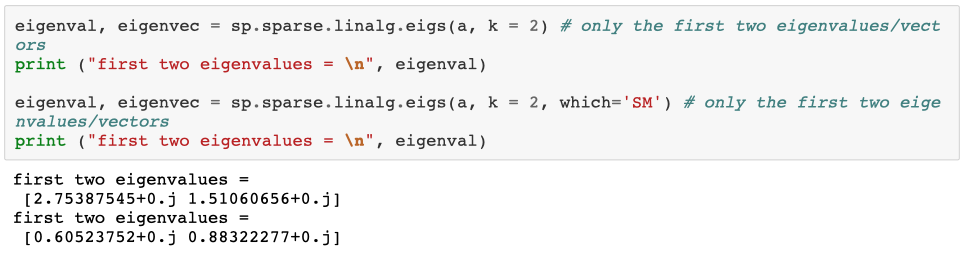 eigenval, eigenvec = sp.sparse.linalg.eigs(a, k = 2) # only the first two eigenvalues/vect
ors
print ("first two eigenvalues = \n", eigenval)
eigenval, eigenvec = sp.sparse.linalg.eigs(a, k = 2, which='SM') # only the first two eige
nvalues/vectors
print ("first two eigenvalues = \n", eigenval)
first two eigenvalues =
[2.75387545+0.j 1.51060656+0.j]
first two eigenvalues =
[0.60523752+0.j 0.88322277+0.j]